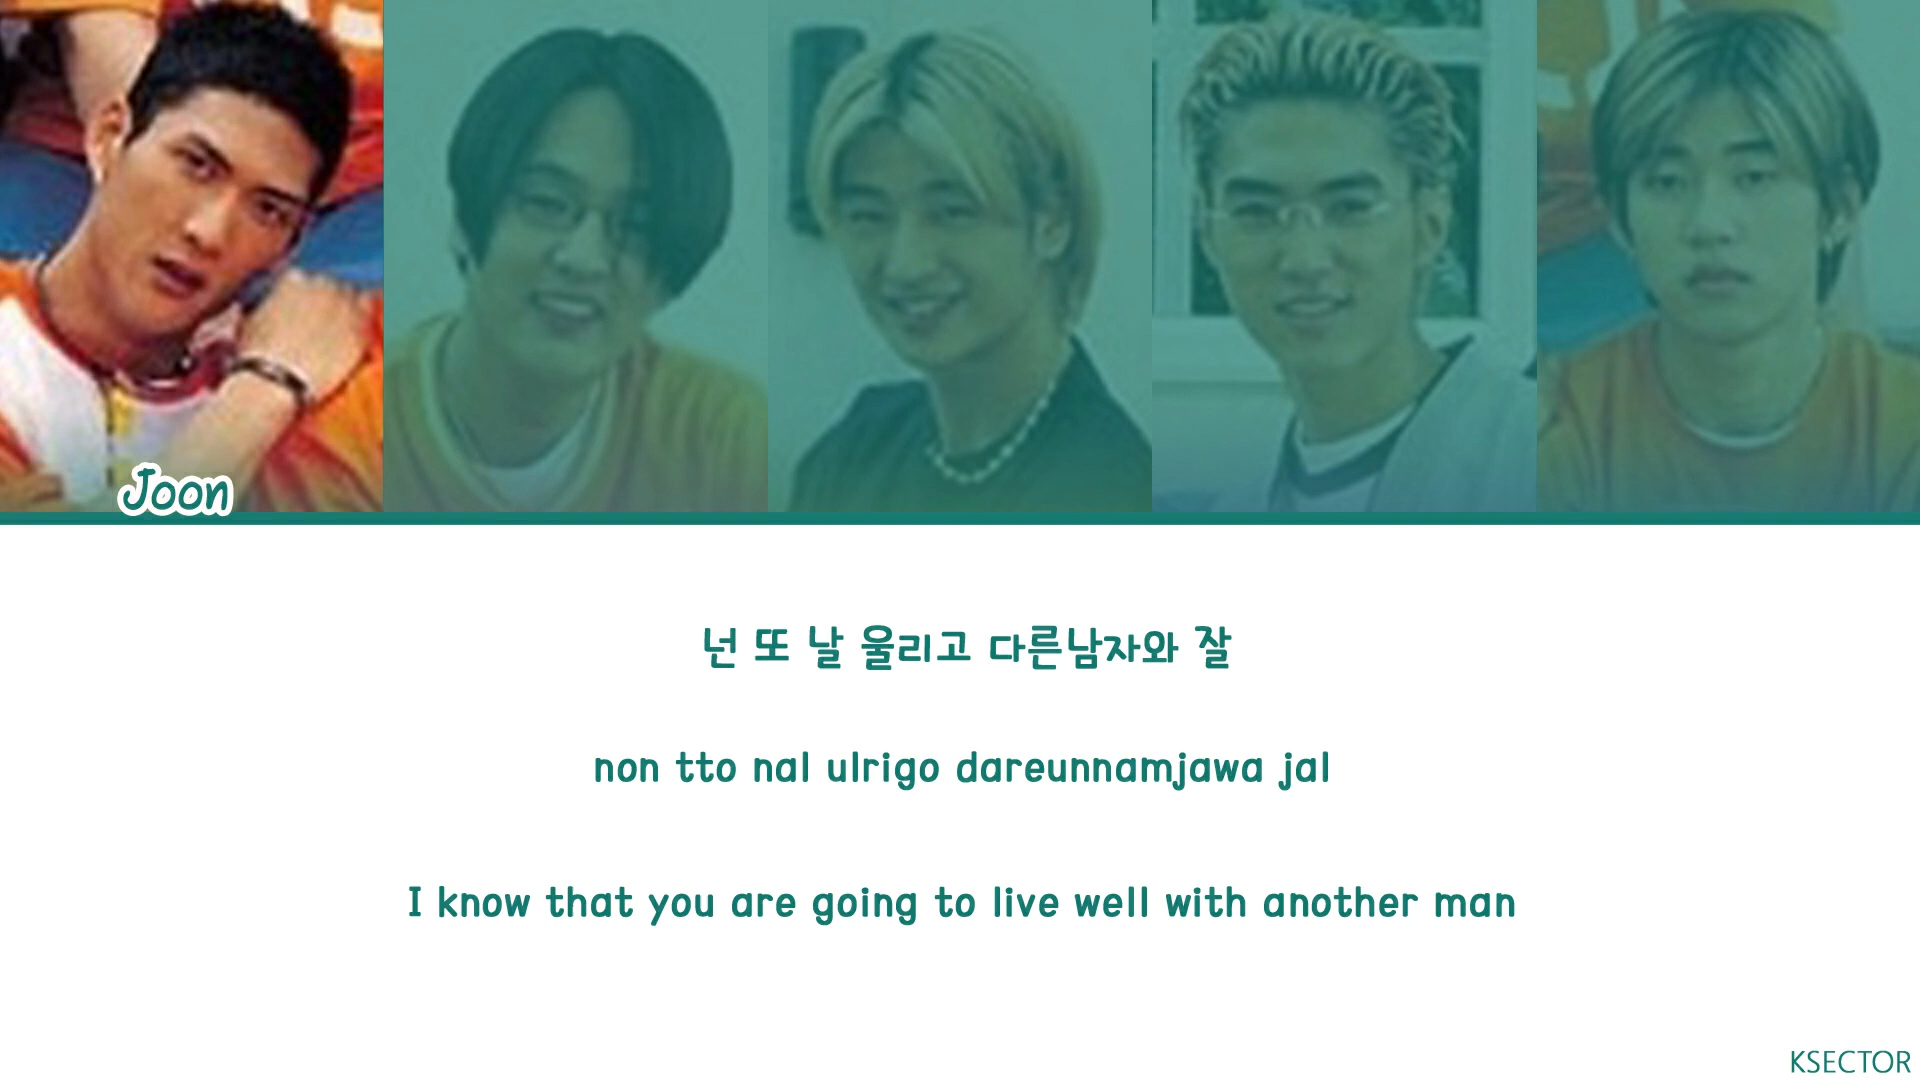 Joon
넌 또 날 울리고 다른남자와 잘
non tto nal ulrigo dareunnamjawa jal
I know that you are going to live well with another man
KSECTOR